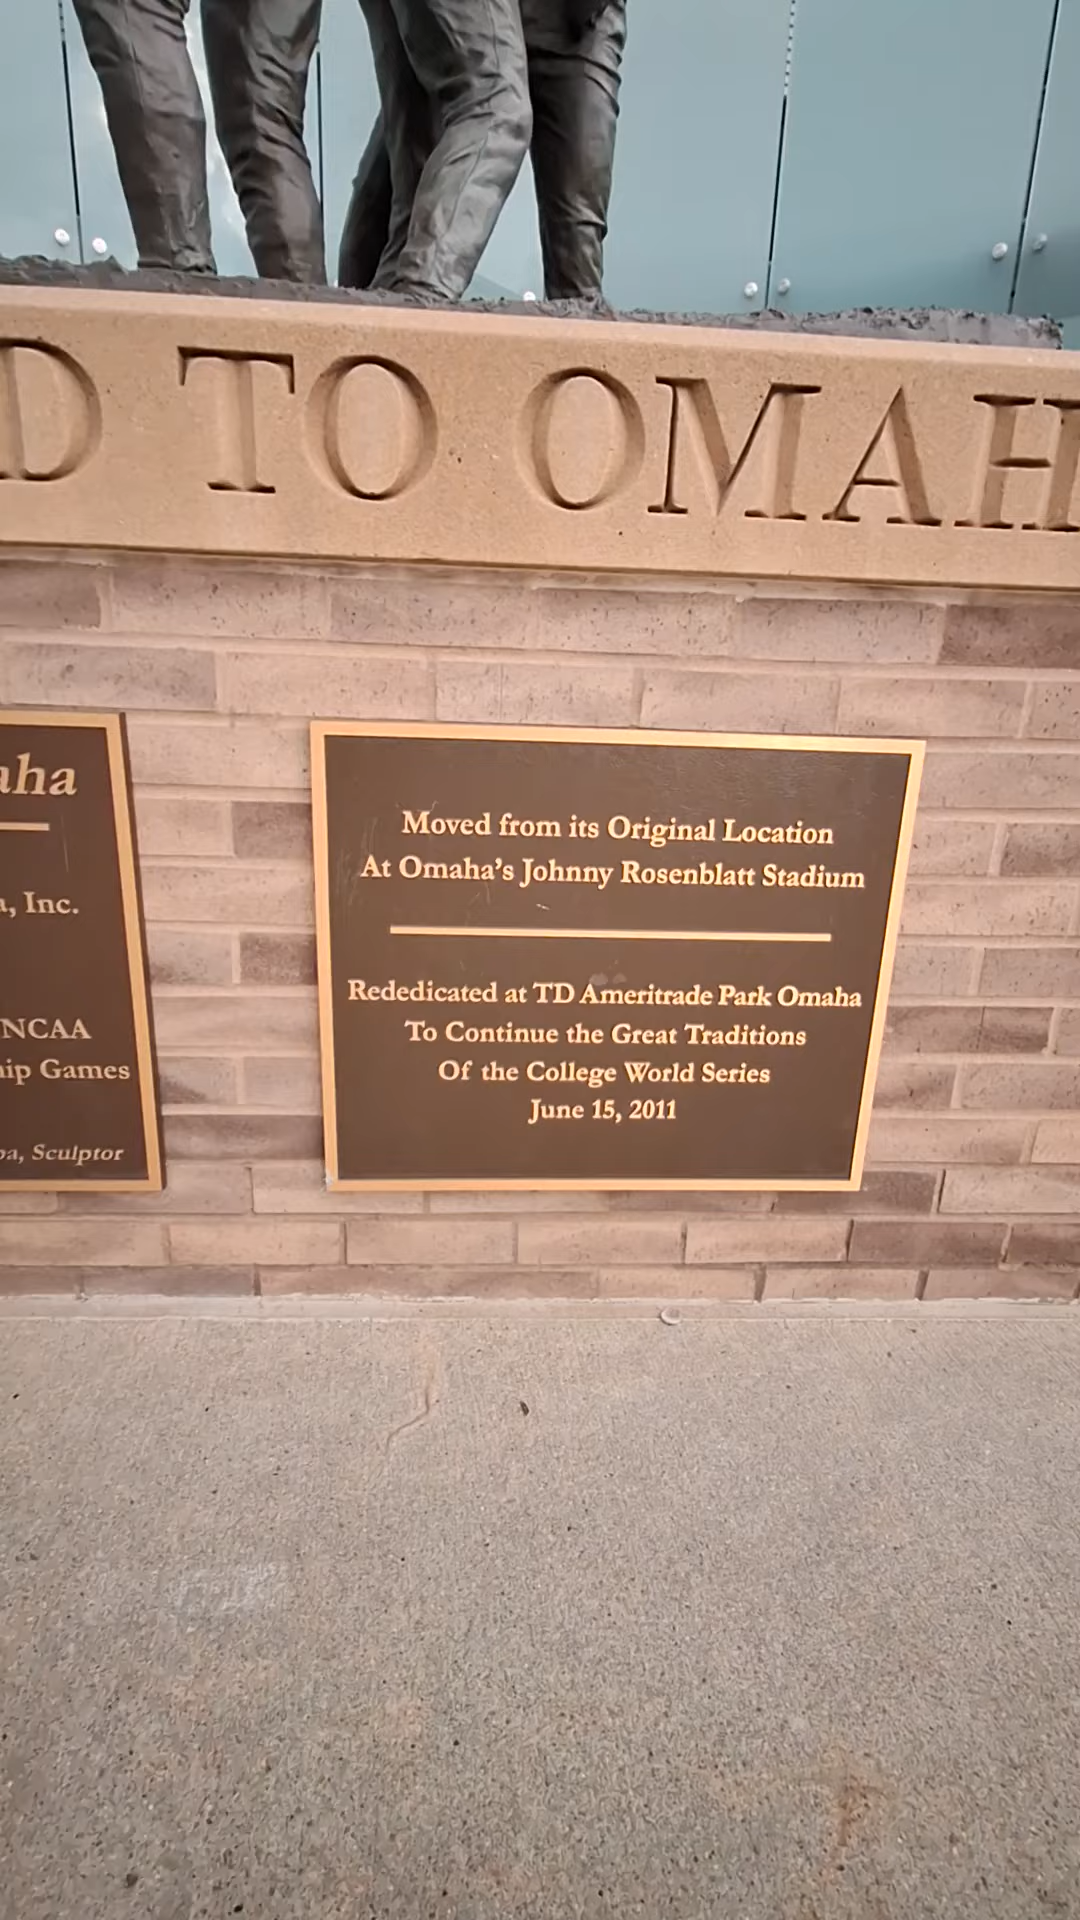 D TO OMAH
aha
, Inc.
NCAA
ip Games
a, Sculptor
Moved from its Original Location
At Omaha's Johnny Rosenblatt Stadium
Rededicated at TD Ameritrade Park Omaha
To Continue the Great Traditions
Of the College World Series
June 15, 2011